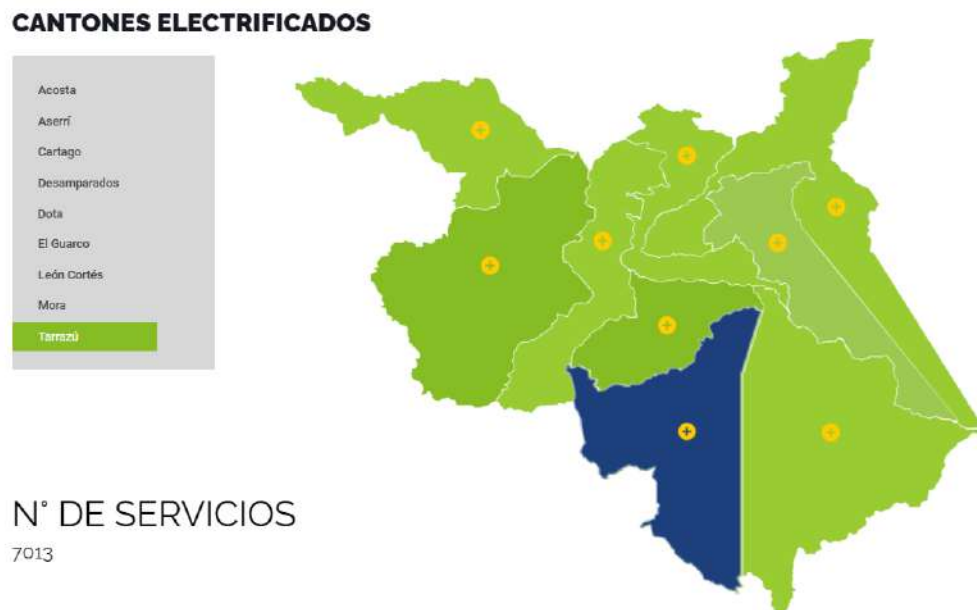 CANTONES ELECTRIFICADOS
Acosta
Aserrí
Cartago
Desamparados
Dota
El Guarco
León Cortés
Mora
Tarrazú
N° DE SERVICIOS
7013